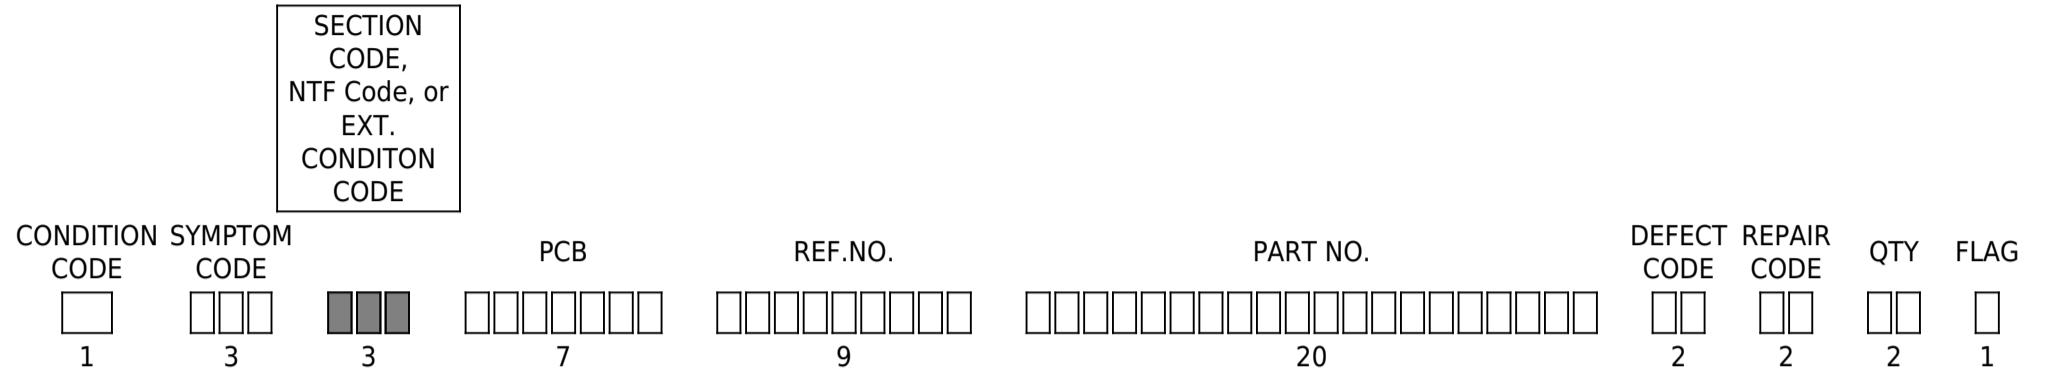 SECTION
CODE,
NTF Code, or
EXT.
CONDITON
CODE
CONDITION
CODE
SYMPTOM
CODE
PCB
REF.NO.
PART NO.
DEFECT
CODE
REPAIR
CODE
QTY
FLAG
1
3
3
7
9
20
2
2
2
1